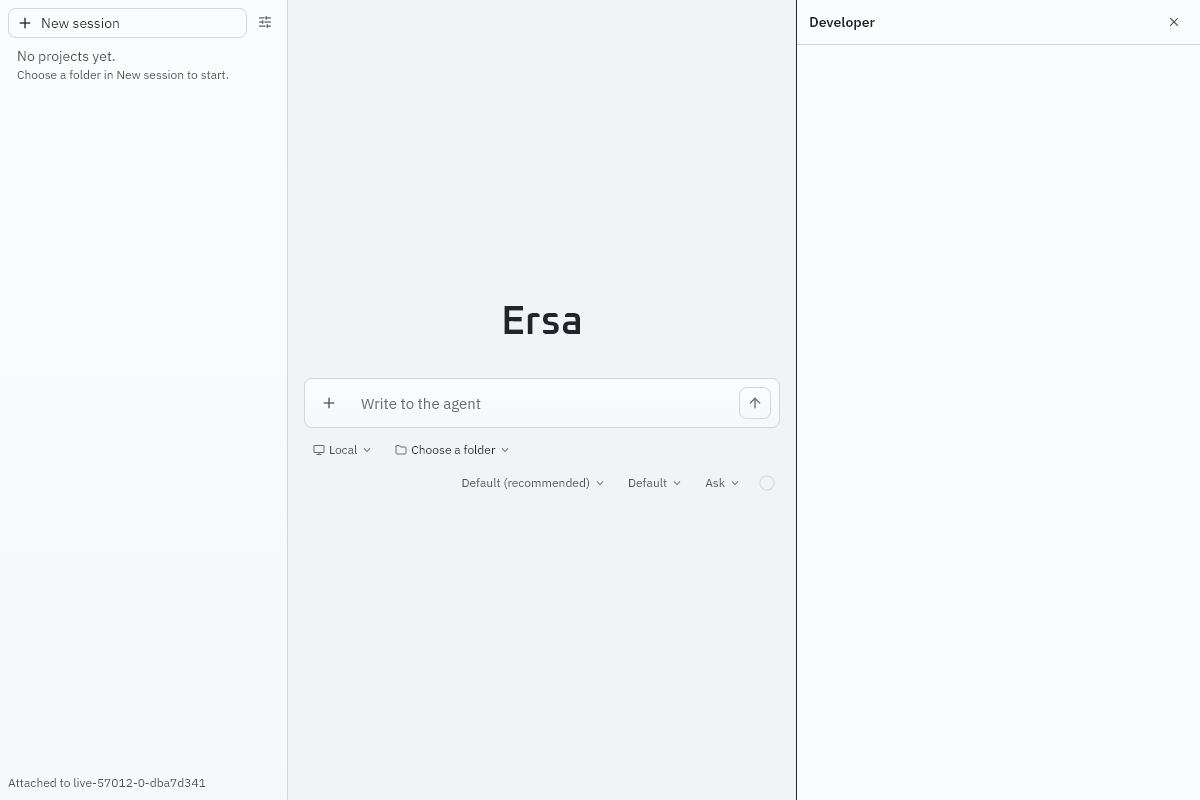 New session
No projects yet.
Choose a folder in New session to start.
Attached to live-57012-0-dba7d341
Ersa
Write to the agent
Local
Choose a folder
Default (recommended)
Default
Ask
Developer